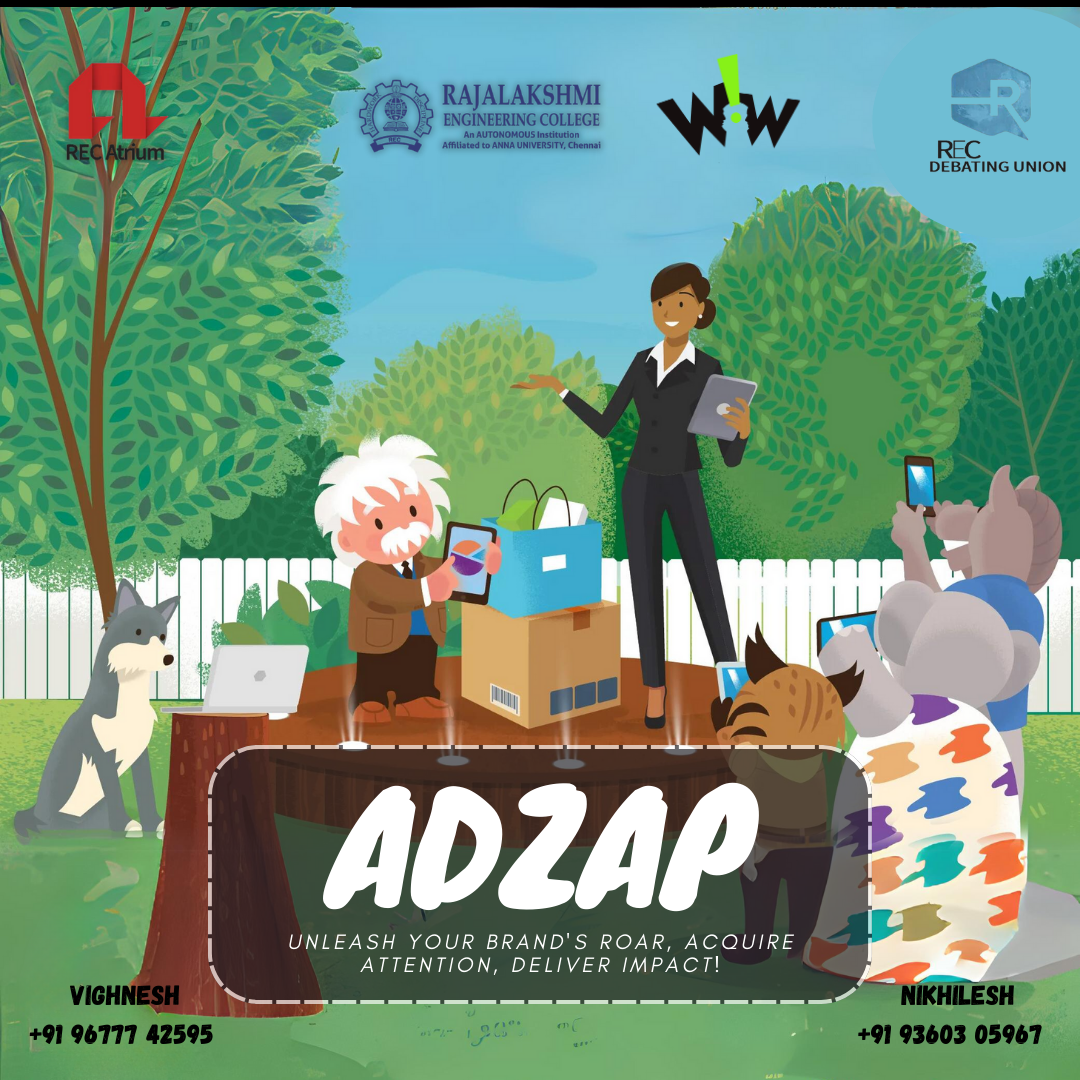 REC Atrium
RAJALAKSHMI
ENGINEERING COLLEGE
An AUTONOMOUS Institution
Affiliated to ANNA UNIVERSITY, Chennai
REC
W!W
R
REC
DEBATING UNION
ADZAP
UNLEASH YOUR BRAND'S ROAR, ACQUIRE
ATTENTION, DELIVER IMPACT!
VIGHNESH
+91 96777 42595
NIKHILESH
+91 93603 05967